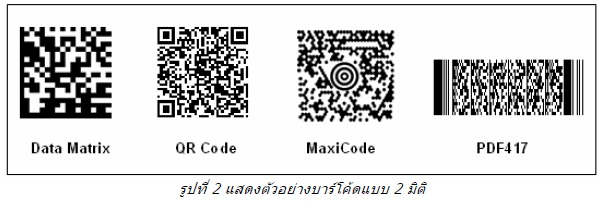 Data Matrix QR Code MaxiCode PDF417
รูปที่ 2 แสดงตัวอย่างบาร์โค้ดแบบ 2 มิติ